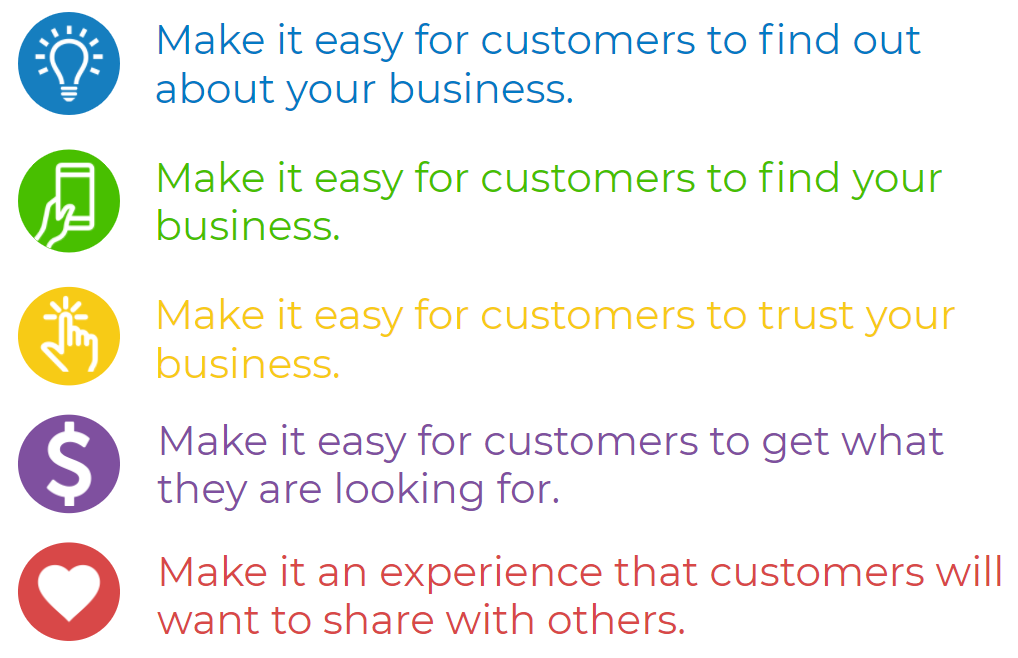 Make it easy for customers to find out
about your business.
Make it easy for customers to find your
business.
Make it easy for customers to trust your
business.
Make it easy for customers to get what
they are looking for.
Make it an experience that customers will
want to share with others.